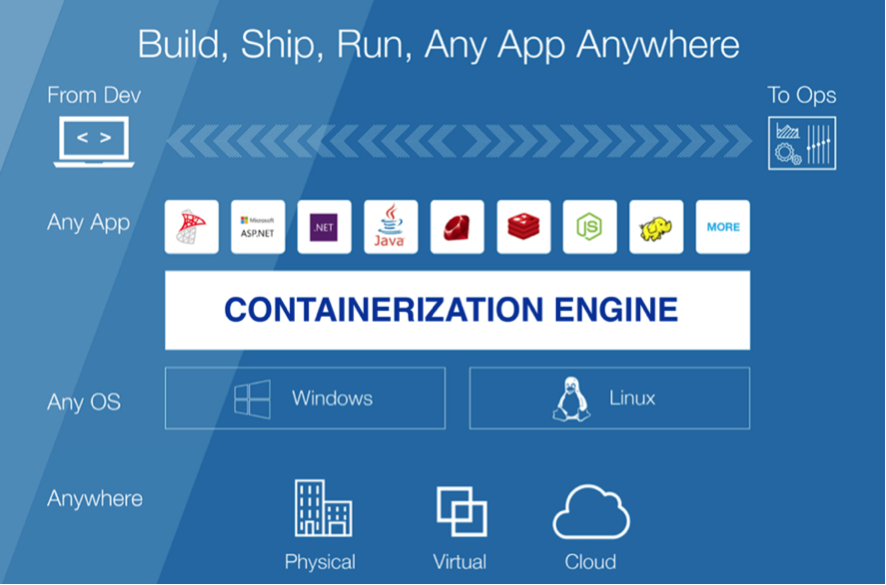 Build, Ship, Run, Any App Anywhere
From Dev
To Ops
< >
Any App
Microsoft
ASP.NET
.NET
Java
JS
MORE
CONTAINERIZATION ENGINE
Any OS
Windows
Linux
Anywhere
Physical
Virtual
Cloud